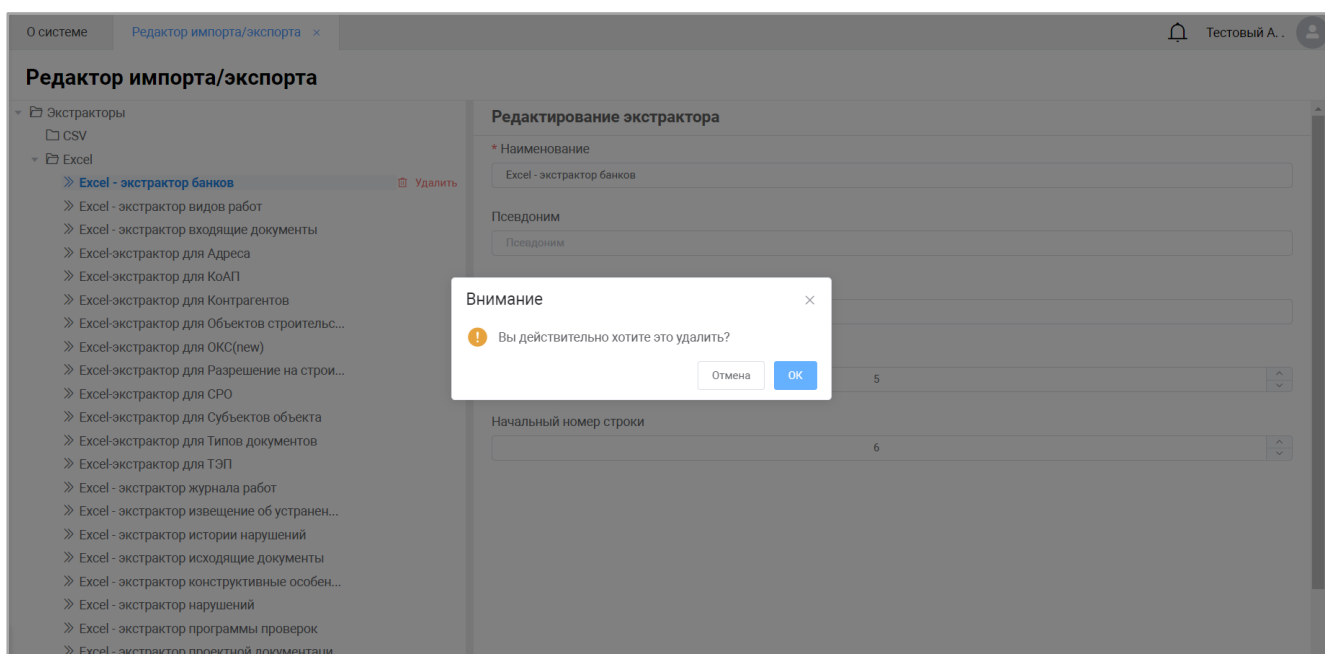 О системе
Редактор импорта/экспорта ×
Тестовый А. .
Редактор импорта/экспорта
Экстракторы
CSV
Excel
Excel - экстрактор банков
Удалить
Excel - экстрактор видов работ
Excel - экстрактор входящие документы
Excel-экстрактор для Адреса
Excel-экстрактор для КоАП
Excel-экстрактор для Контрагентов
Excel-экстрактор для Объектов строительс...
Excel-экстрактор для ОКС(new)
Excel-экстрактор для Разрешение на строи...
Excel-экстрактор для СРО
Excel-экстрактор для Субъектов объекта
Excel-экстрактор для Типов документов
Excel-экстрактор для ТЭП
Excel - экстрактор журнала работ
Excel - экстрактор извещение об устранен...
Excel - экстрактор истории нарушений
Excel - экстрактор исходящие документы
Excel - экстрактор конструктивные особен...
Excel - экстрактор нарушений
Excel - экстрактор программы проверок
Excel - экстрактор проектной документаци...
Редактирование экстрактора
* Наименование
Excel - экстрактор банков
Псевдоним
Псевдоним
Внимание
Вы действительно хотите это удалить?
Отмена
ОК
5
Начальный номер строки
6